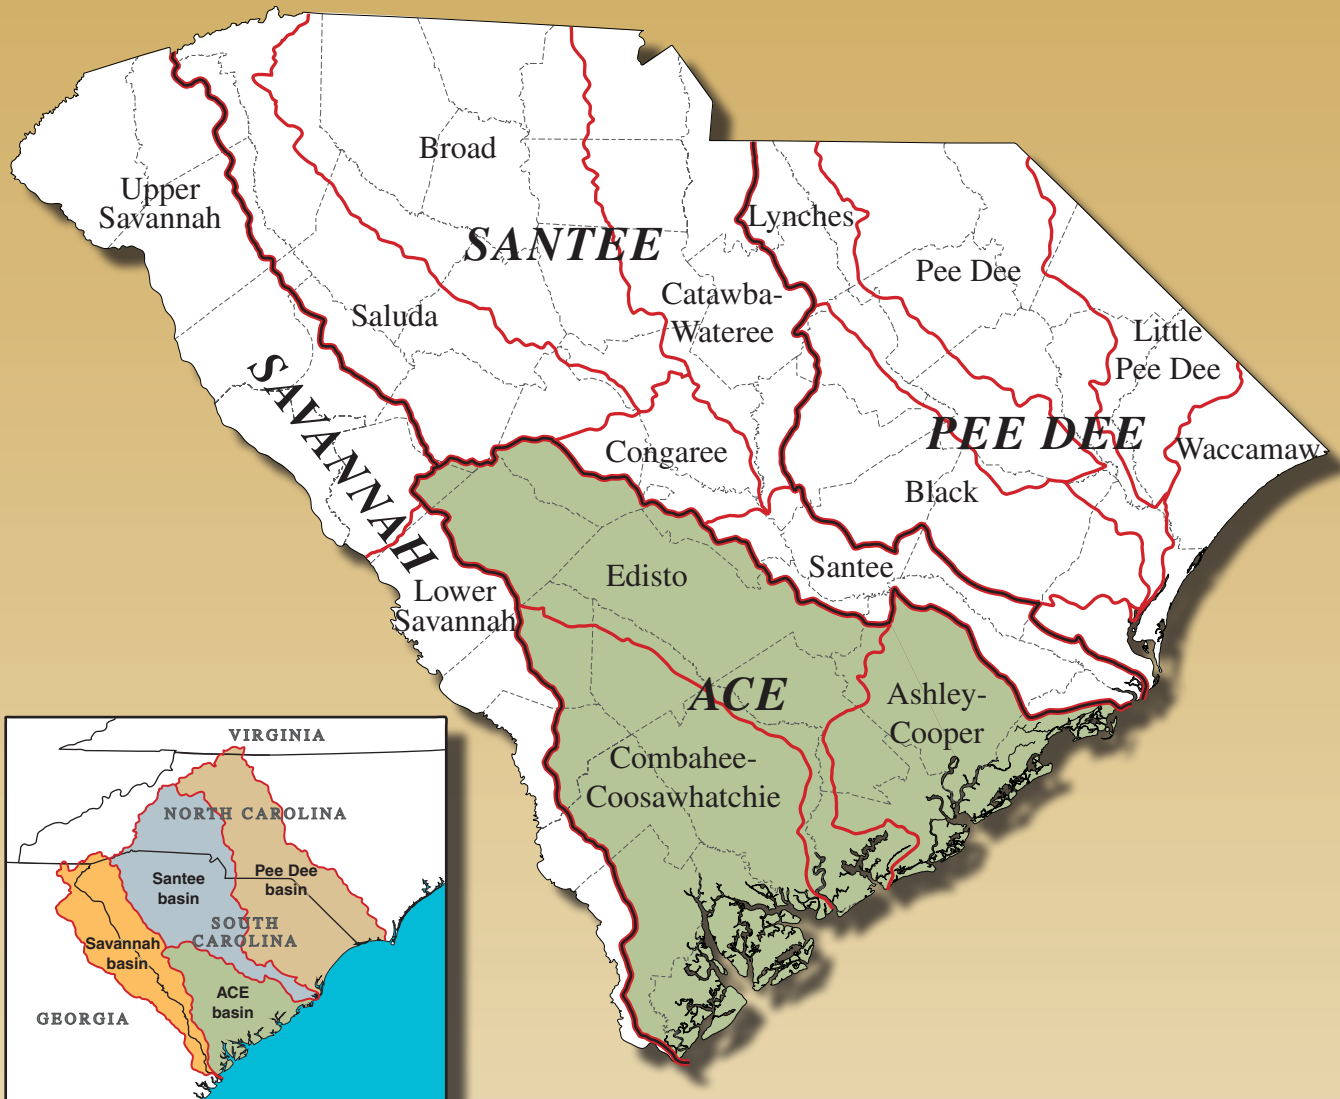 Broad
Upper
Savannah
Lynches
SANTEE
Pee Dee
Catawba-
Wateree
Saluda
Little
Pee Dee
SAVANNAH
PEE DEE
Waccamaw
Congaree
Black
Santee
Edisto
Lower
Savannah
ACE
Ashley-
Cooper
Combahee-
Coosawhatchie
VIRGINIA
NORTH CAROLINA
Pee Dee
basin
Santee
basin
SOUTH
CAROLINA
Savannah
basin
ACE
basin
GEORGIA